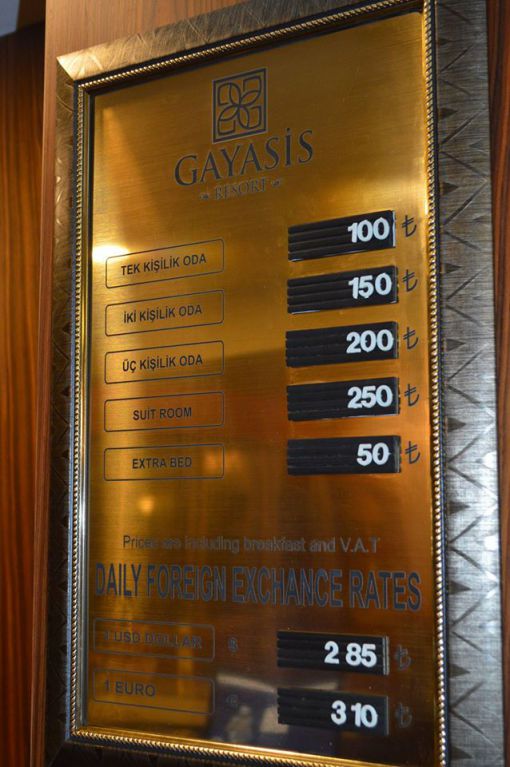 GAYASİS
RESORT
TEK KİŞİLİK ODA 100 ₺
İKİ KİŞİLİK ODA 150 ₺
ÜÇ KİŞİLİK ODA 200 ₺
SUİT ROOM 250 ₺
EXTRA BED 50 ₺
Prices are including breakfast and V.A.T
DAILY FOREIGN EXCHANGE RATES
1 USD DOLLAR $ 2 85 ₺
1 EURO € 3 10 ₺